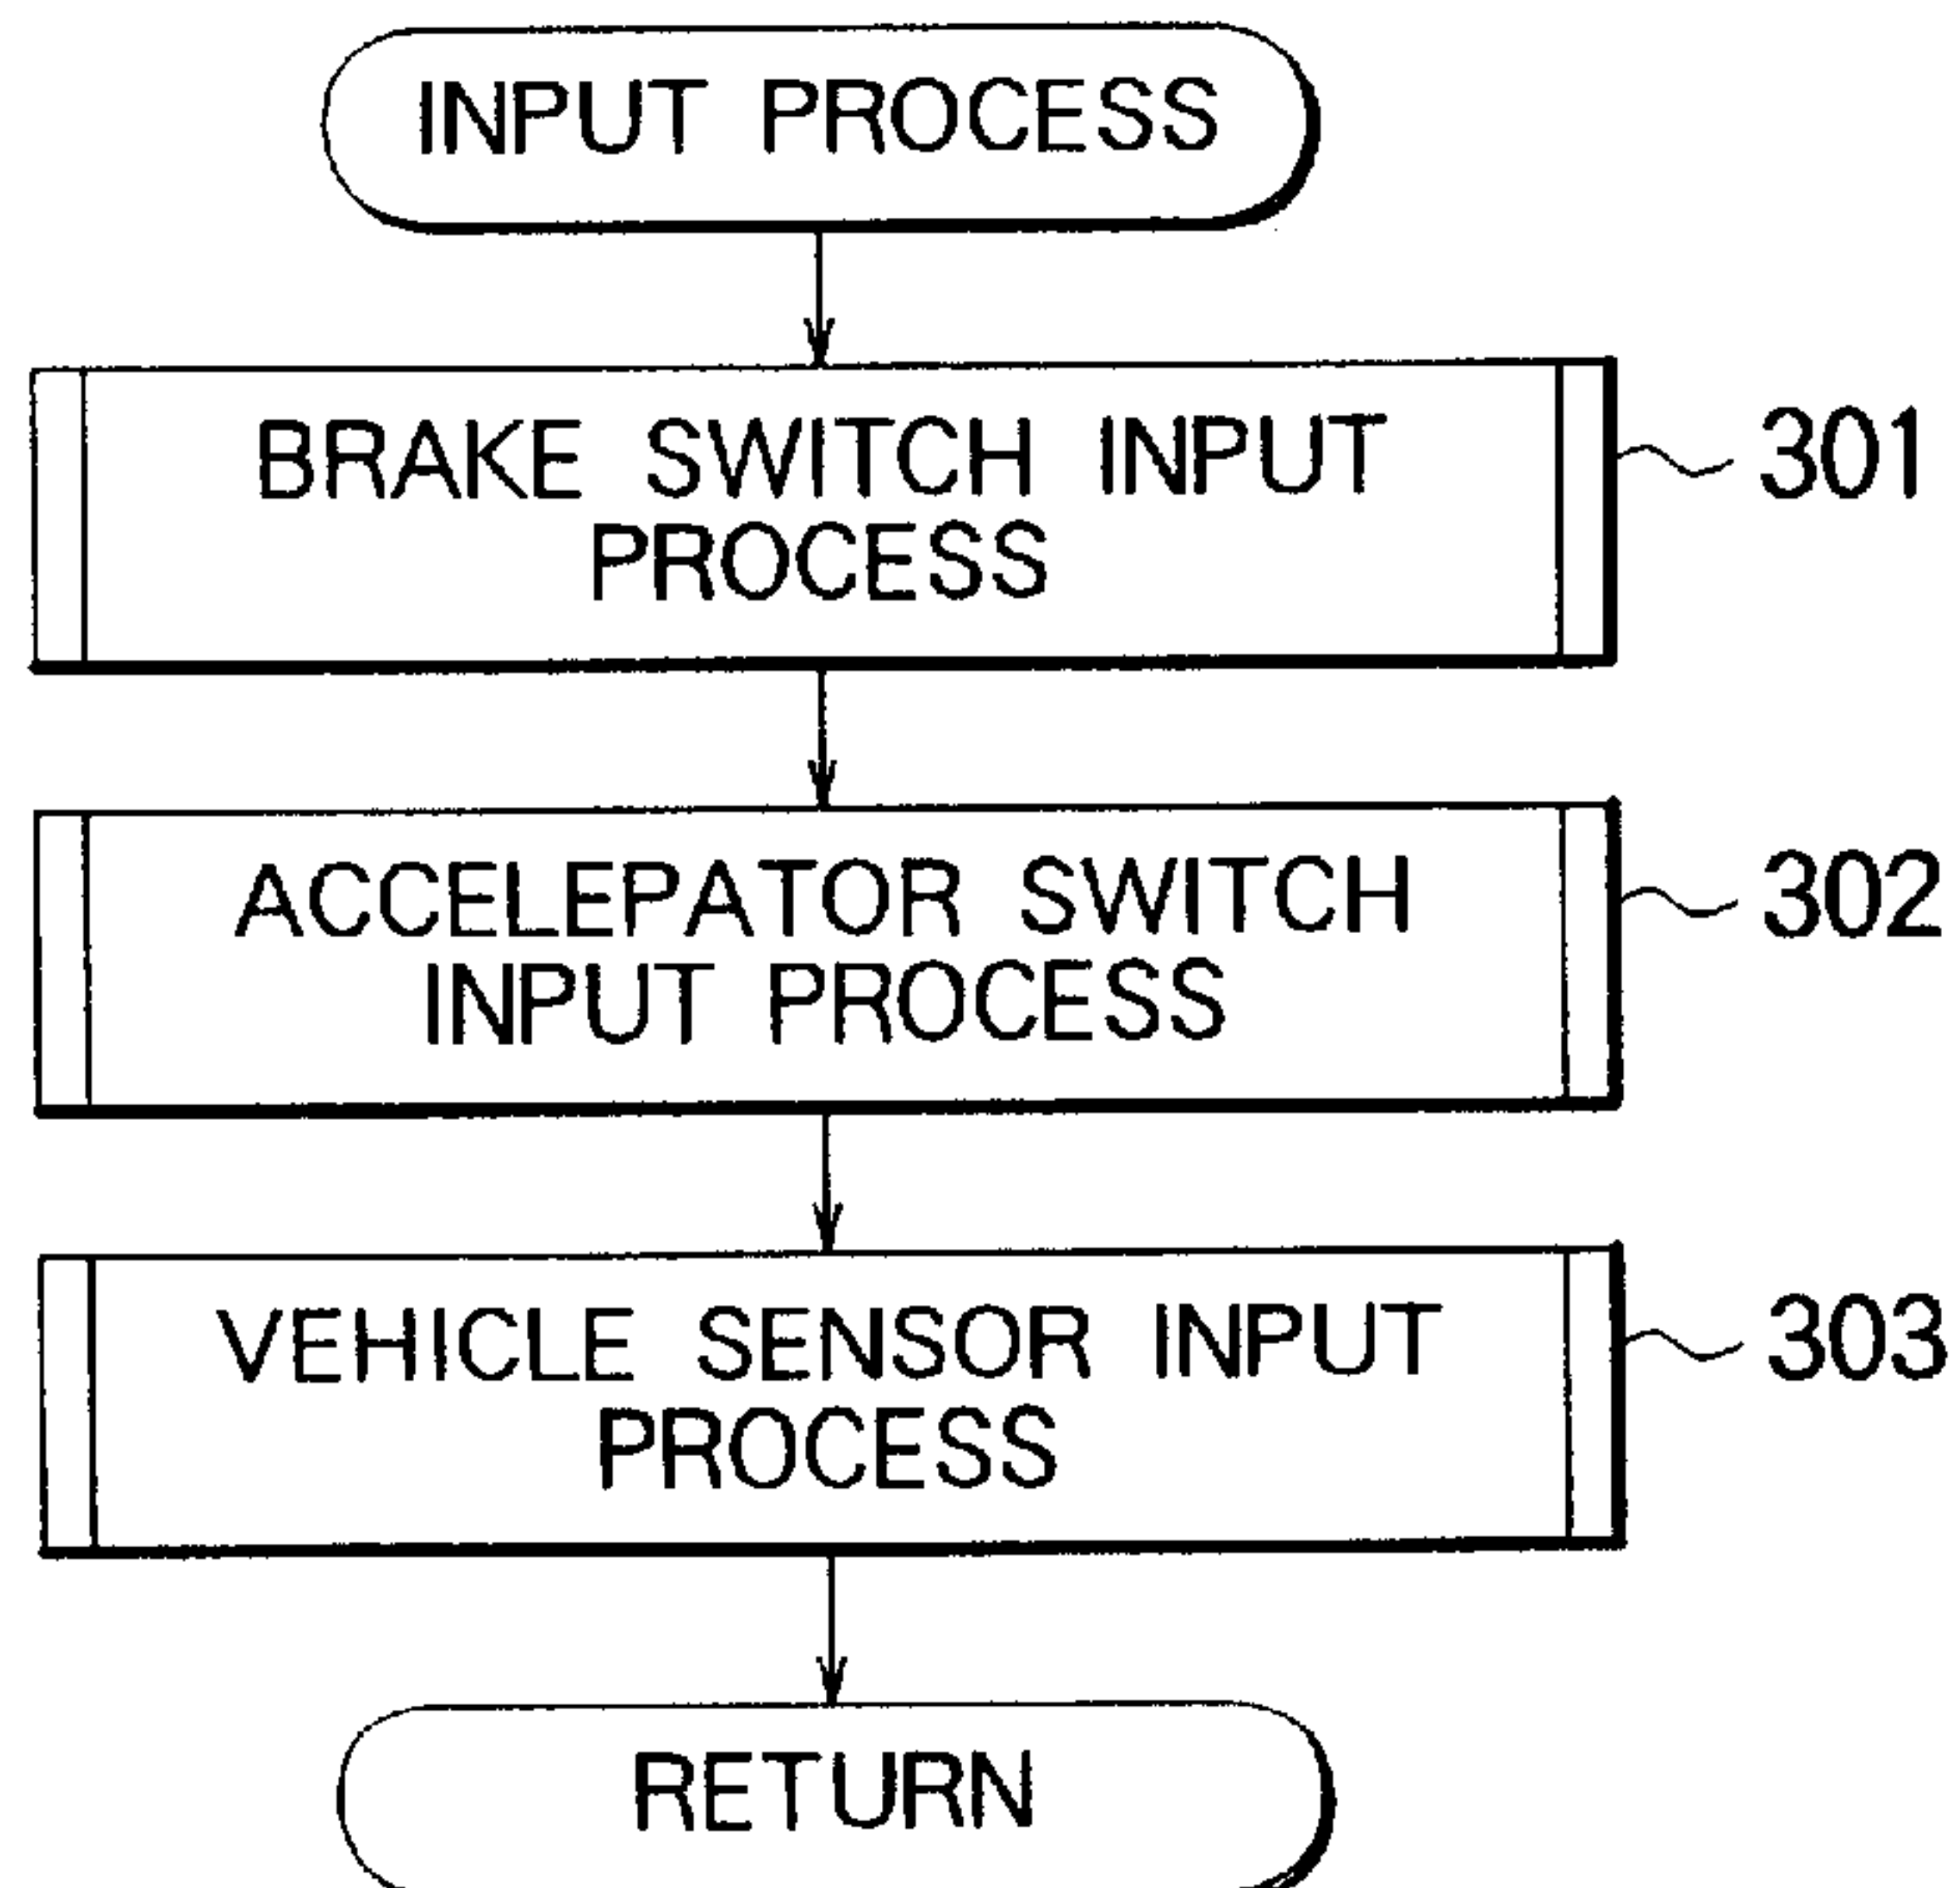 INPUT PROCESS
BRAKE SWITCH INPUT
PROCESS
301
ACCELEPATOR SWITCH
INPUT PROCESS
302
VEHICLE SENSOR INPUT
PROCESS
303
RETURN